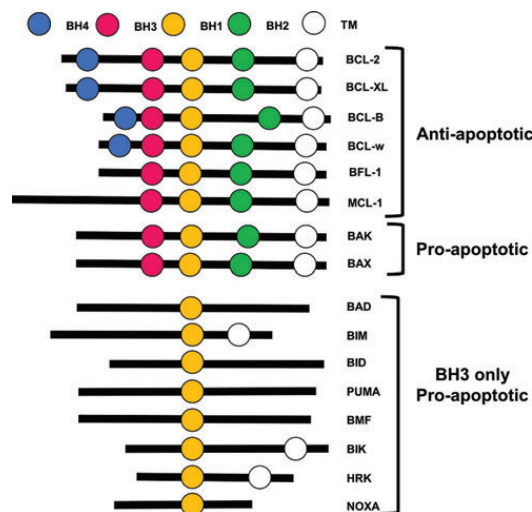 BH4 BH3 BH1 BH2 TM
BCL-2
BCL-XL
BCL-B
BCL-w
BFL-1
MCL-1
Anti-apoptotic
BAK
BAX
Pro-apoptotic
BAD
BIM
BID
PUMA
BMF
BIK
HRK
NOXA
BH3 only
Pro-apoptotic